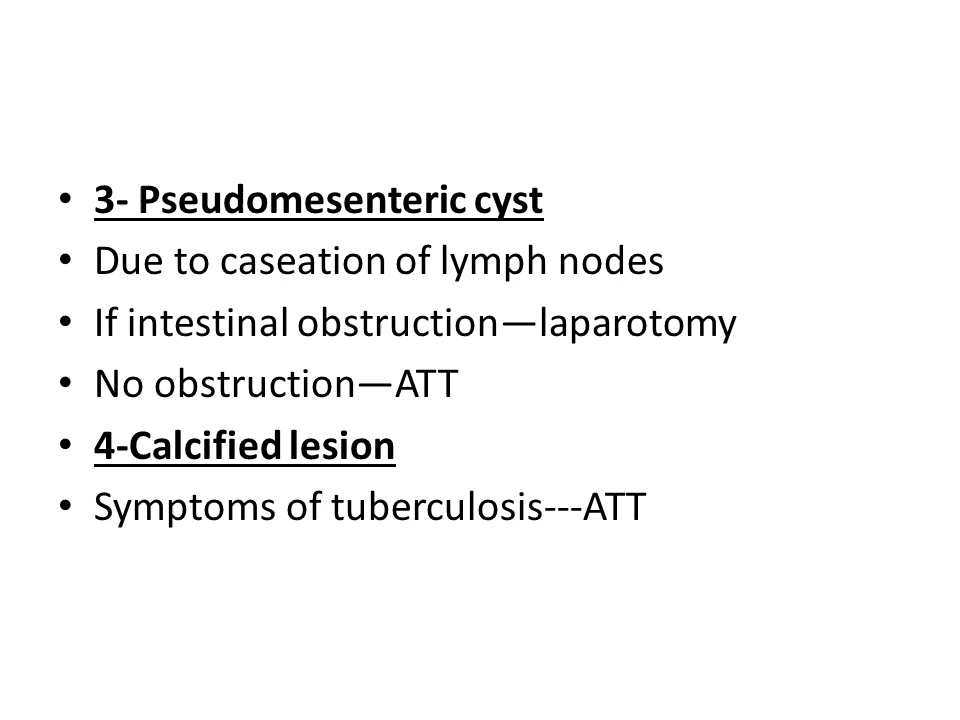 • 3- Pseudomesenteric cyst
• Due to caseation of lymph nodes
• If intestinal obstruction—laparotomy
• No obstruction—ATT
• 4-Calcified lesion
• Symptoms of tuberculosis---ATT